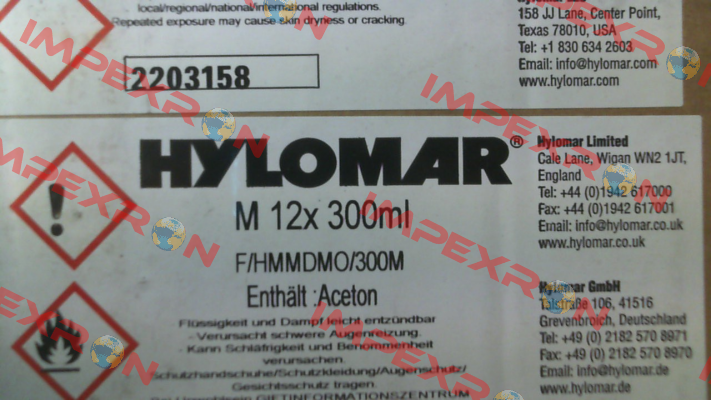 local/regional/national/international regulations.
Repeated exposure may cause skin dryness or cracking.
2203158
158 JJ Lane, Center Point,
Texas 78010, USA
Tel: +1 830 634 2603
Email: info@hylomar.com
www.hylomar.com
HYLOMAR®
M 12x 300ml
F/HMMDMO/300M
Enthält :Aceton
Flüssigkeit und Dampf leicht entzündbar
- Verursacht schwere Augenreizung.
- Kann Schläfrigkeit und Benommenheit
verursachen.
Schutzhandschuhe/Schutzkleidung/Augenschutz/
Gesichtsschutz tragen.
GIFTINFORMATIONSZENTRUM
Hylomar Limited
Cale Lane, Wigan WN2 1JT,
England
Tel: +44 (0)1942 617000
Fax: +44 (0)1942 617001
Email: info@hylomar.co.uk
www.hylomar.co.uk
Hylomar GmbH
Talstraße 106, 41516
Grevenbroich, Deutschland
Tel: +49 (0) 2182 570 8971
Fax: +49 (0) 2182 570 8970
Email: info@hylomar.de
www.hylomar.de
IMPEXRON